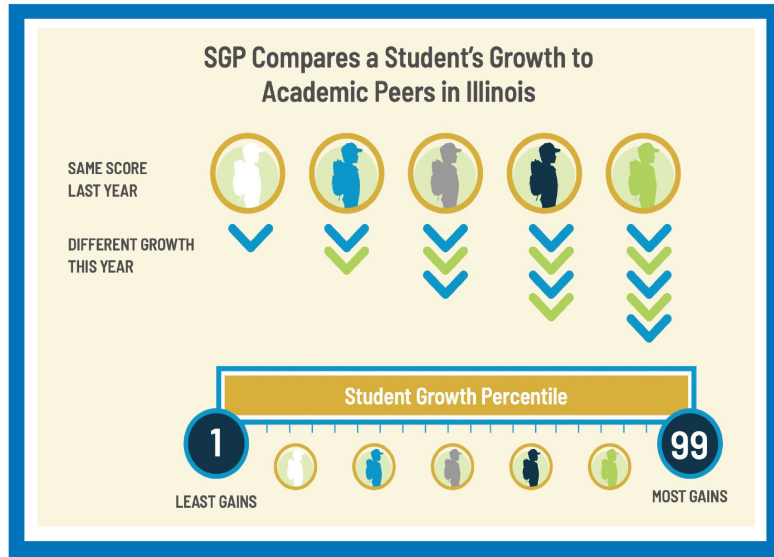 SGP Compares a Student's Growth to
Academic Peers in Illinois
SAME SCORE
LAST YEAR
DIFFERENT GROWTH
THIS YEAR
Student Growth Percentile
1
99
LEAST GAINS
MOST GAINS